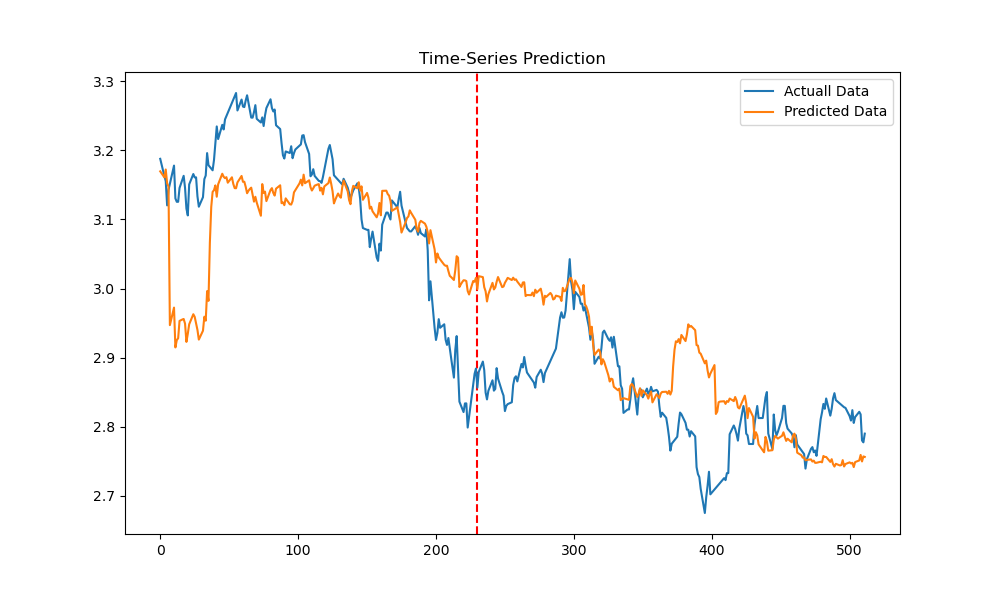 Time-Series Prediction
Actuall Data
Predicted Data
3.3
3.2
3.1
3.0
2.9
2.8
2.7
0 100 200 300 400 500